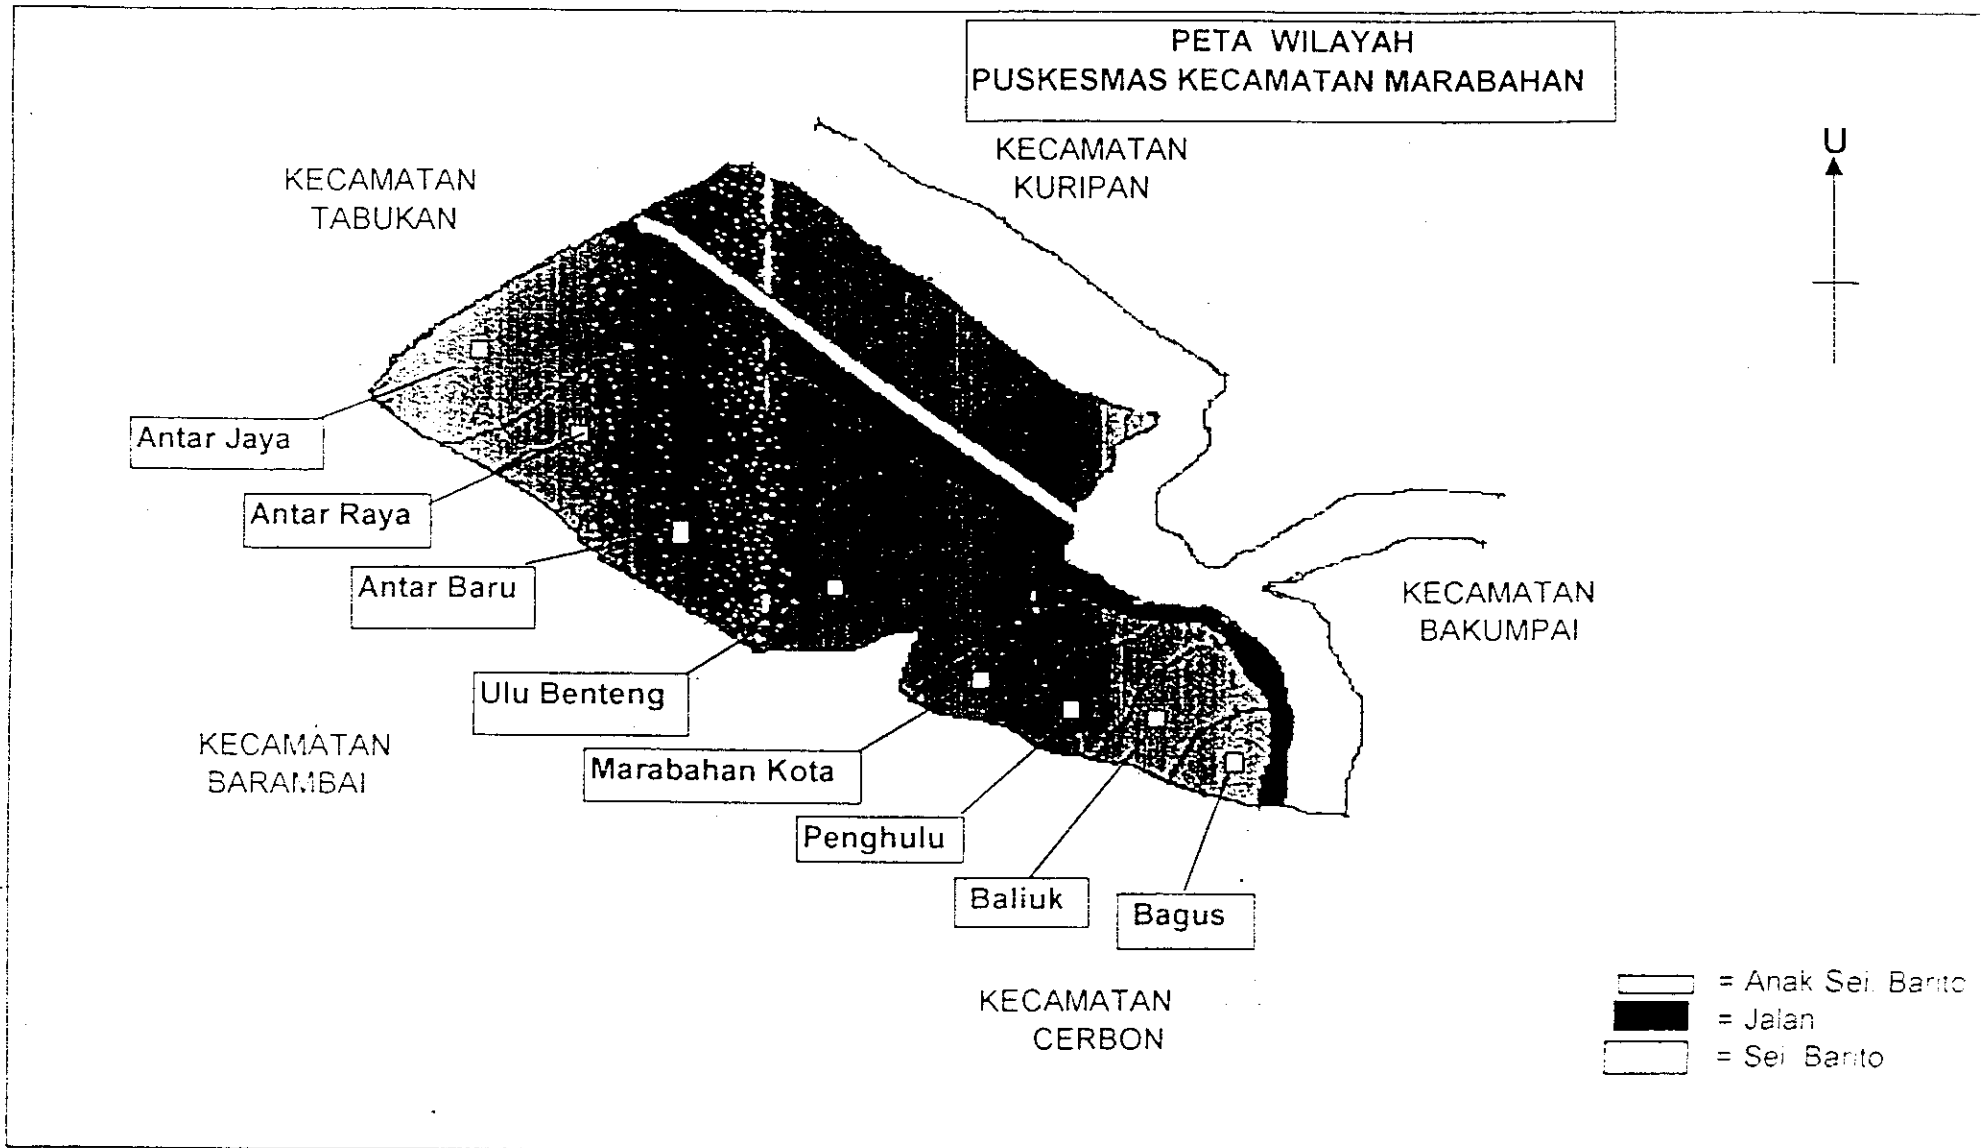 PETA WILAYAH
PUSKESMAS KECAMATAN MARABAHAN
KECAMATAN
KURIPAN
U
KECAMATAN
TABUKAN
Antar Jaya
Antar Raya
Antar Baru
KECAMATAN
BAKUMPAI
Ulu Benteng
KECAMATAN
BARAMBAI
Marabahan Kota
Penghulu
Baliuk
Bagus
KECAMATAN
CERBON
= Anak Sei. Barito
= Jalan
= Sei Barito